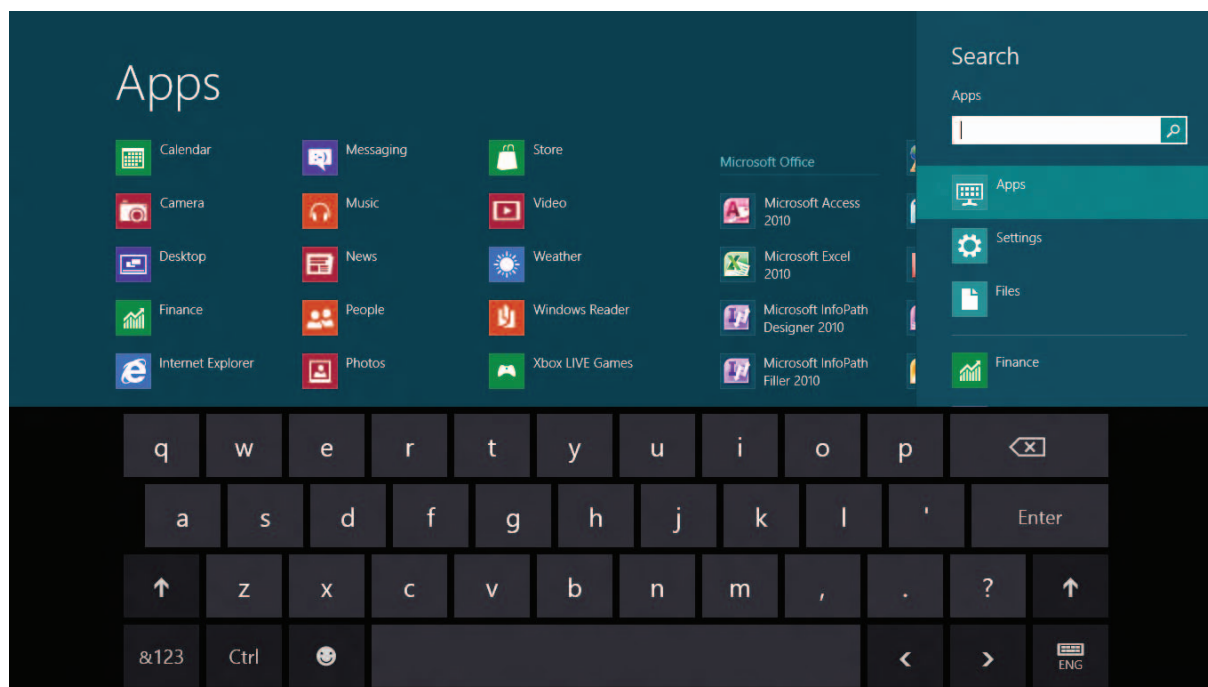 Apps
Calendar
Camera
Desktop
Finance
Internet Explorer
Messaging
Music
News
People
Photos
Store
Video
Weather
Windows Reader
Xbox LIVE Games
Microsoft Office
Microsoft Access
2010
Microsoft Excel
2010
Microsoft InfoPath
Designer 2010
Microsoft InfoPath
Filler 2010
Search
Apps
Apps
Settings
Files
Finance
q w e r t y u i o p
a s d f g h j k l ' Enter
z x c v b n m , . ?
&123 Ctrl < > ENG